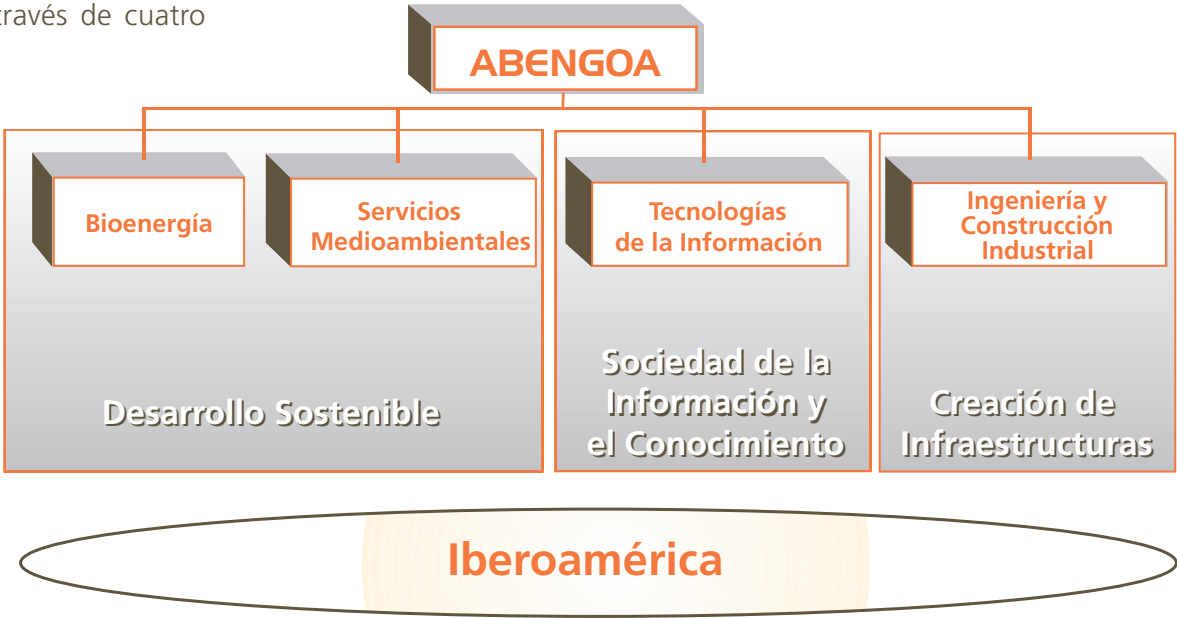 través de cuatro
ABENGOA
Bioenergía
Servicios
Medioambientales
Tecnologías
de la Información
Ingeniería y
Construcción
Industrial
Desarrollo Sostenible
Sociedad de la
Información y
el Conocimiento
Creación de
Infraestructuras
Iberoamérica